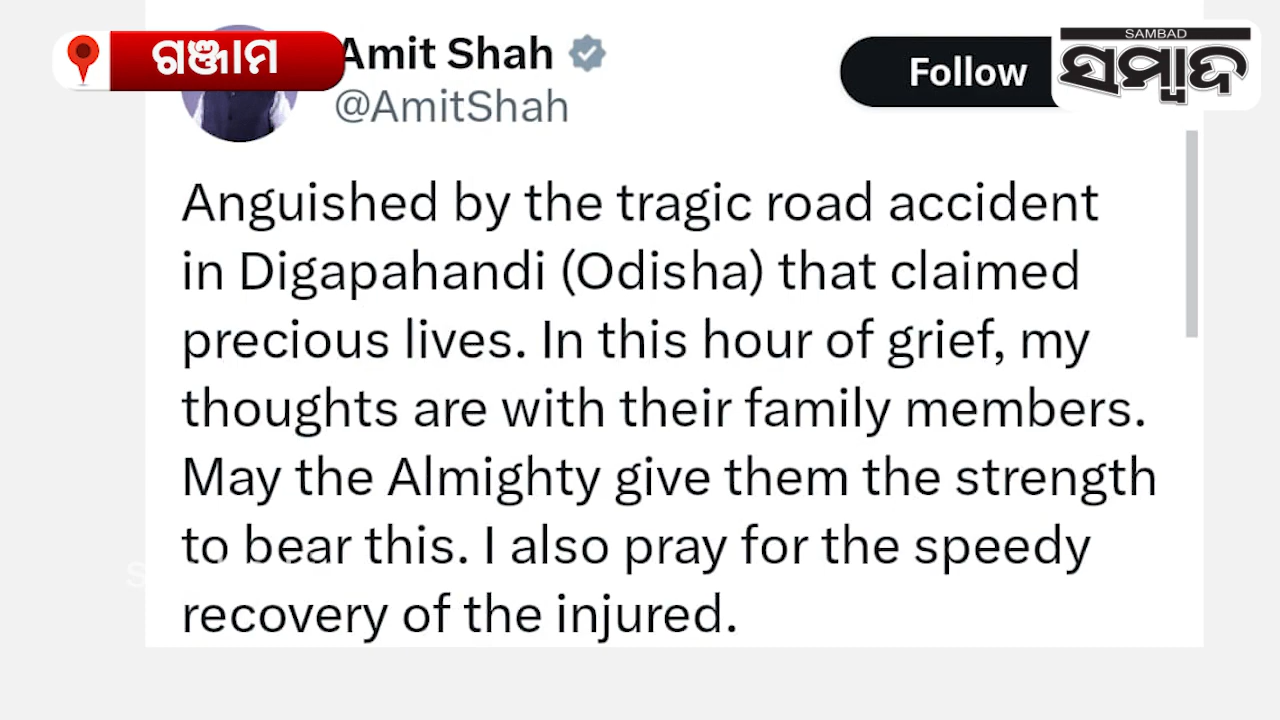 ଗଞ୍ଜାମ
Amit Shah
@AmitShah
Follow
SAMBAD
ସମ୍ବାଦ
Anguished by the tragic road accident
in Digapahandi (Odisha) that claimed
precious lives. In this hour of grief, my
thoughts are with their family members.
May the Almighty give them the strength
to bear this. I also pray for the speedy
recovery of the injured.